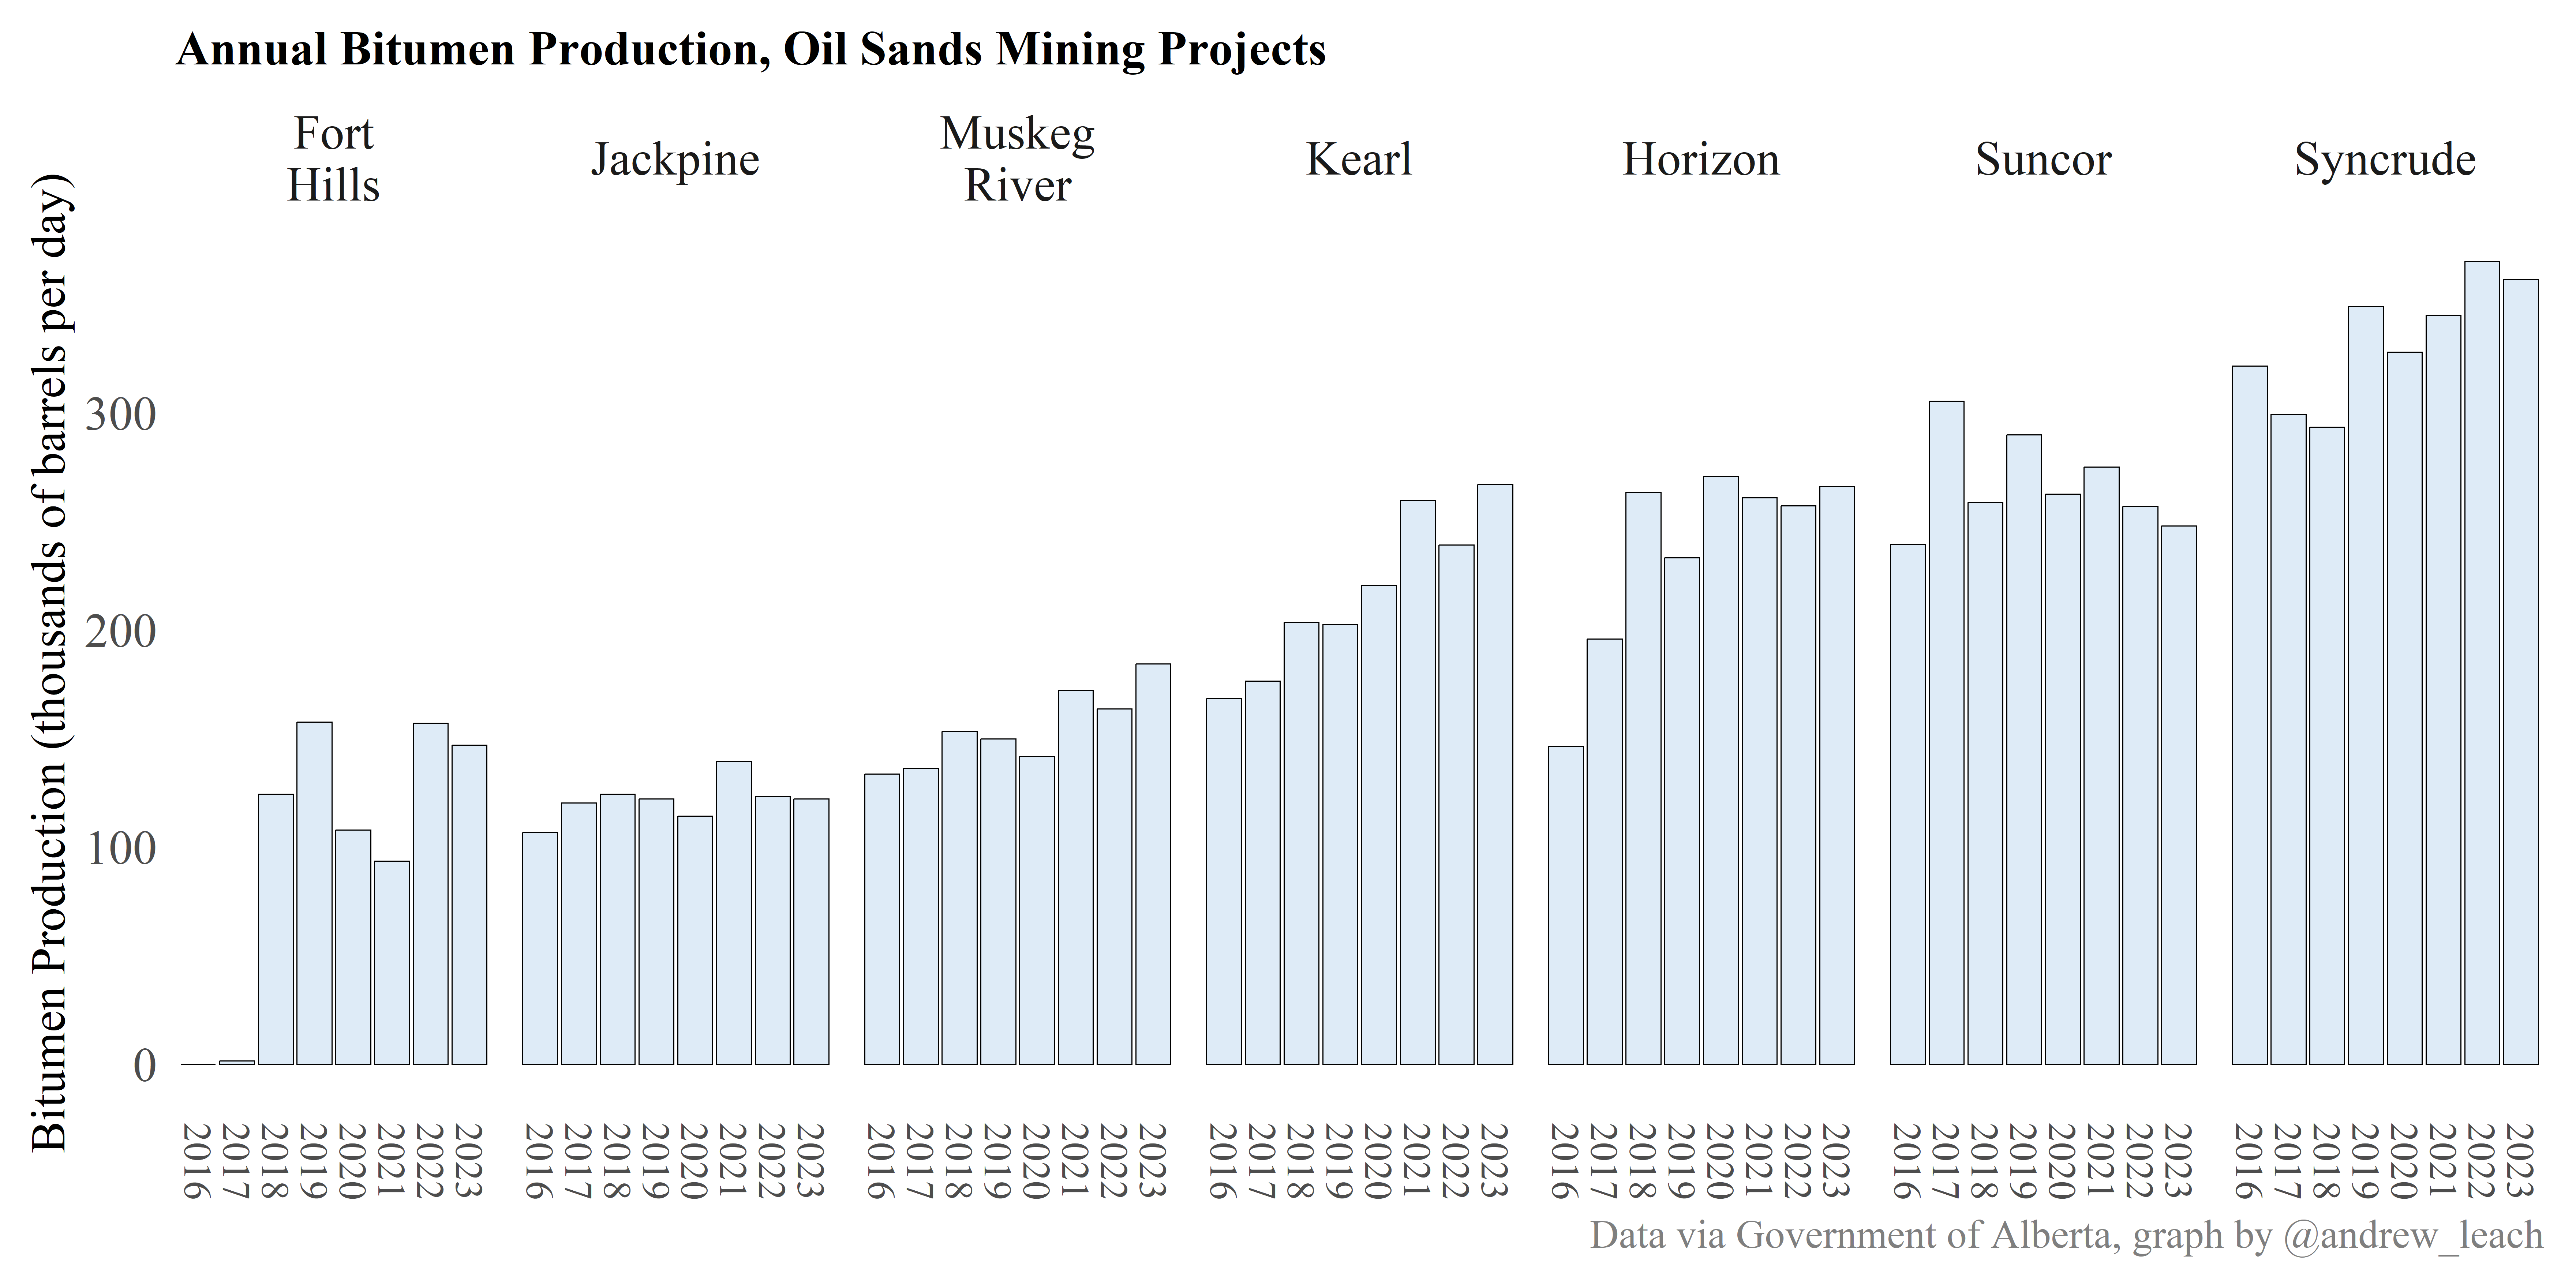 Annual Bitumen Production, Oil Sands Mining Projects
Fort
Hills
Jackpine
Muskeg
River
Kearl
Horizon
Suncor
Syncrude
Bitumen Production (thousands of barrels per day)
300
200
100
0
2016 2017 2018 2019 2020 2021 2022 2023
2016 2017 2018 2019 2020 2021 2022 2023
2016 2017 2018 2019 2020 2021 2022 2023
2016 2017 2018 2019 2020 2021 2022 2023
2016 2017 2018 2019 2020 2021 2022 2023
2016 2017 2018 2019 2020 2021 2022 2023
2016 2017 2018 2019 2020 2021 2022 2023
Data via Government of Alberta, graph by @andrew_leach